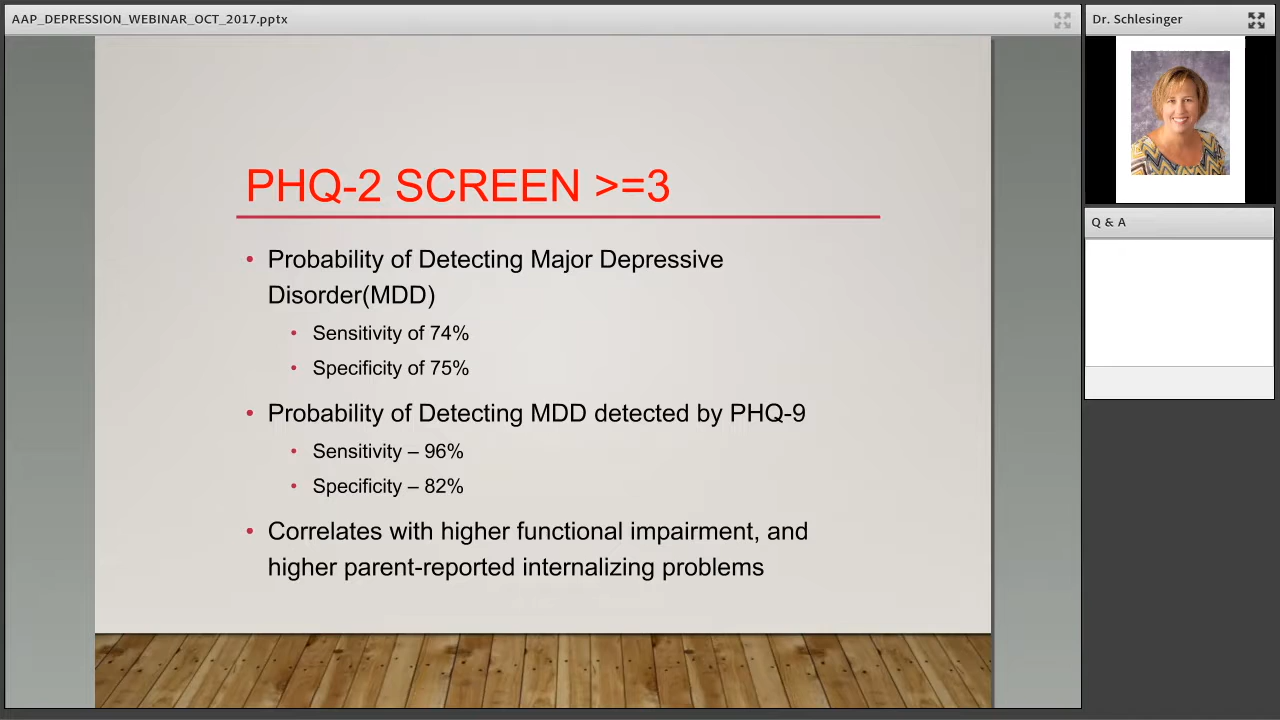 AAP_DEPRESSION_WEBINAR_OCT_2017.pptx
Dr. Schlesinger
Q & A
PHQ-2 SCREEN >=3
• Probability of Detecting Major Depressive
Disorder(MDD)
• Sensitivity of 74%
• Specificity of 75%
• Probability of Detecting MDD detected by PHQ-9
• Sensitivity – 96%
• Specificity – 82%
• Correlates with higher functional impairment, and
higher parent-reported internalizing problems